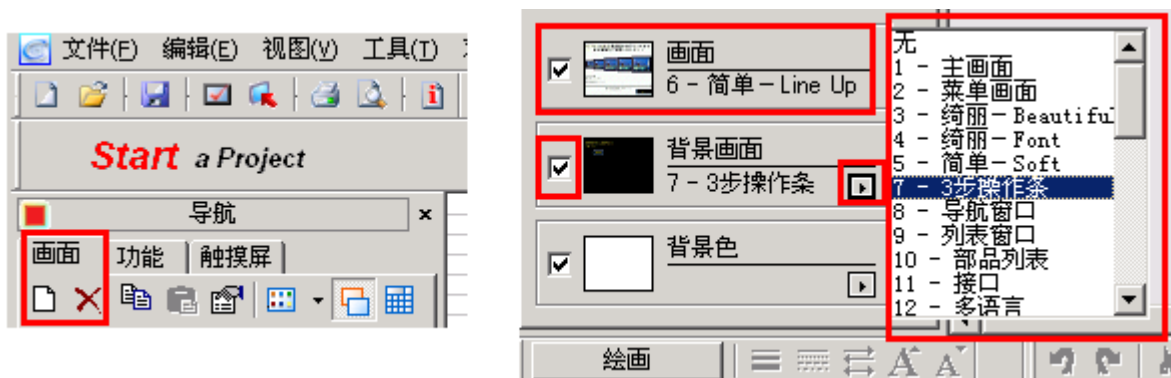 文件(F) 编辑(E) 视图(V) 工具(T)
Start a Project
导航
画面 功能 触摸屏
画面
6 - 简单-Line Up
背景画面
7 - 3步操作条
背景色
绘画
无
1 - 主画面
2 - 菜单画面
3 - 绮丽-Beautiful
4 - 绮丽-Font
5 - 简单-Soft
7 - 3步操作条
8 - 导航窗口
9 - 列表窗口
10 - 部品列表
11 - 接口
12 - 多语言